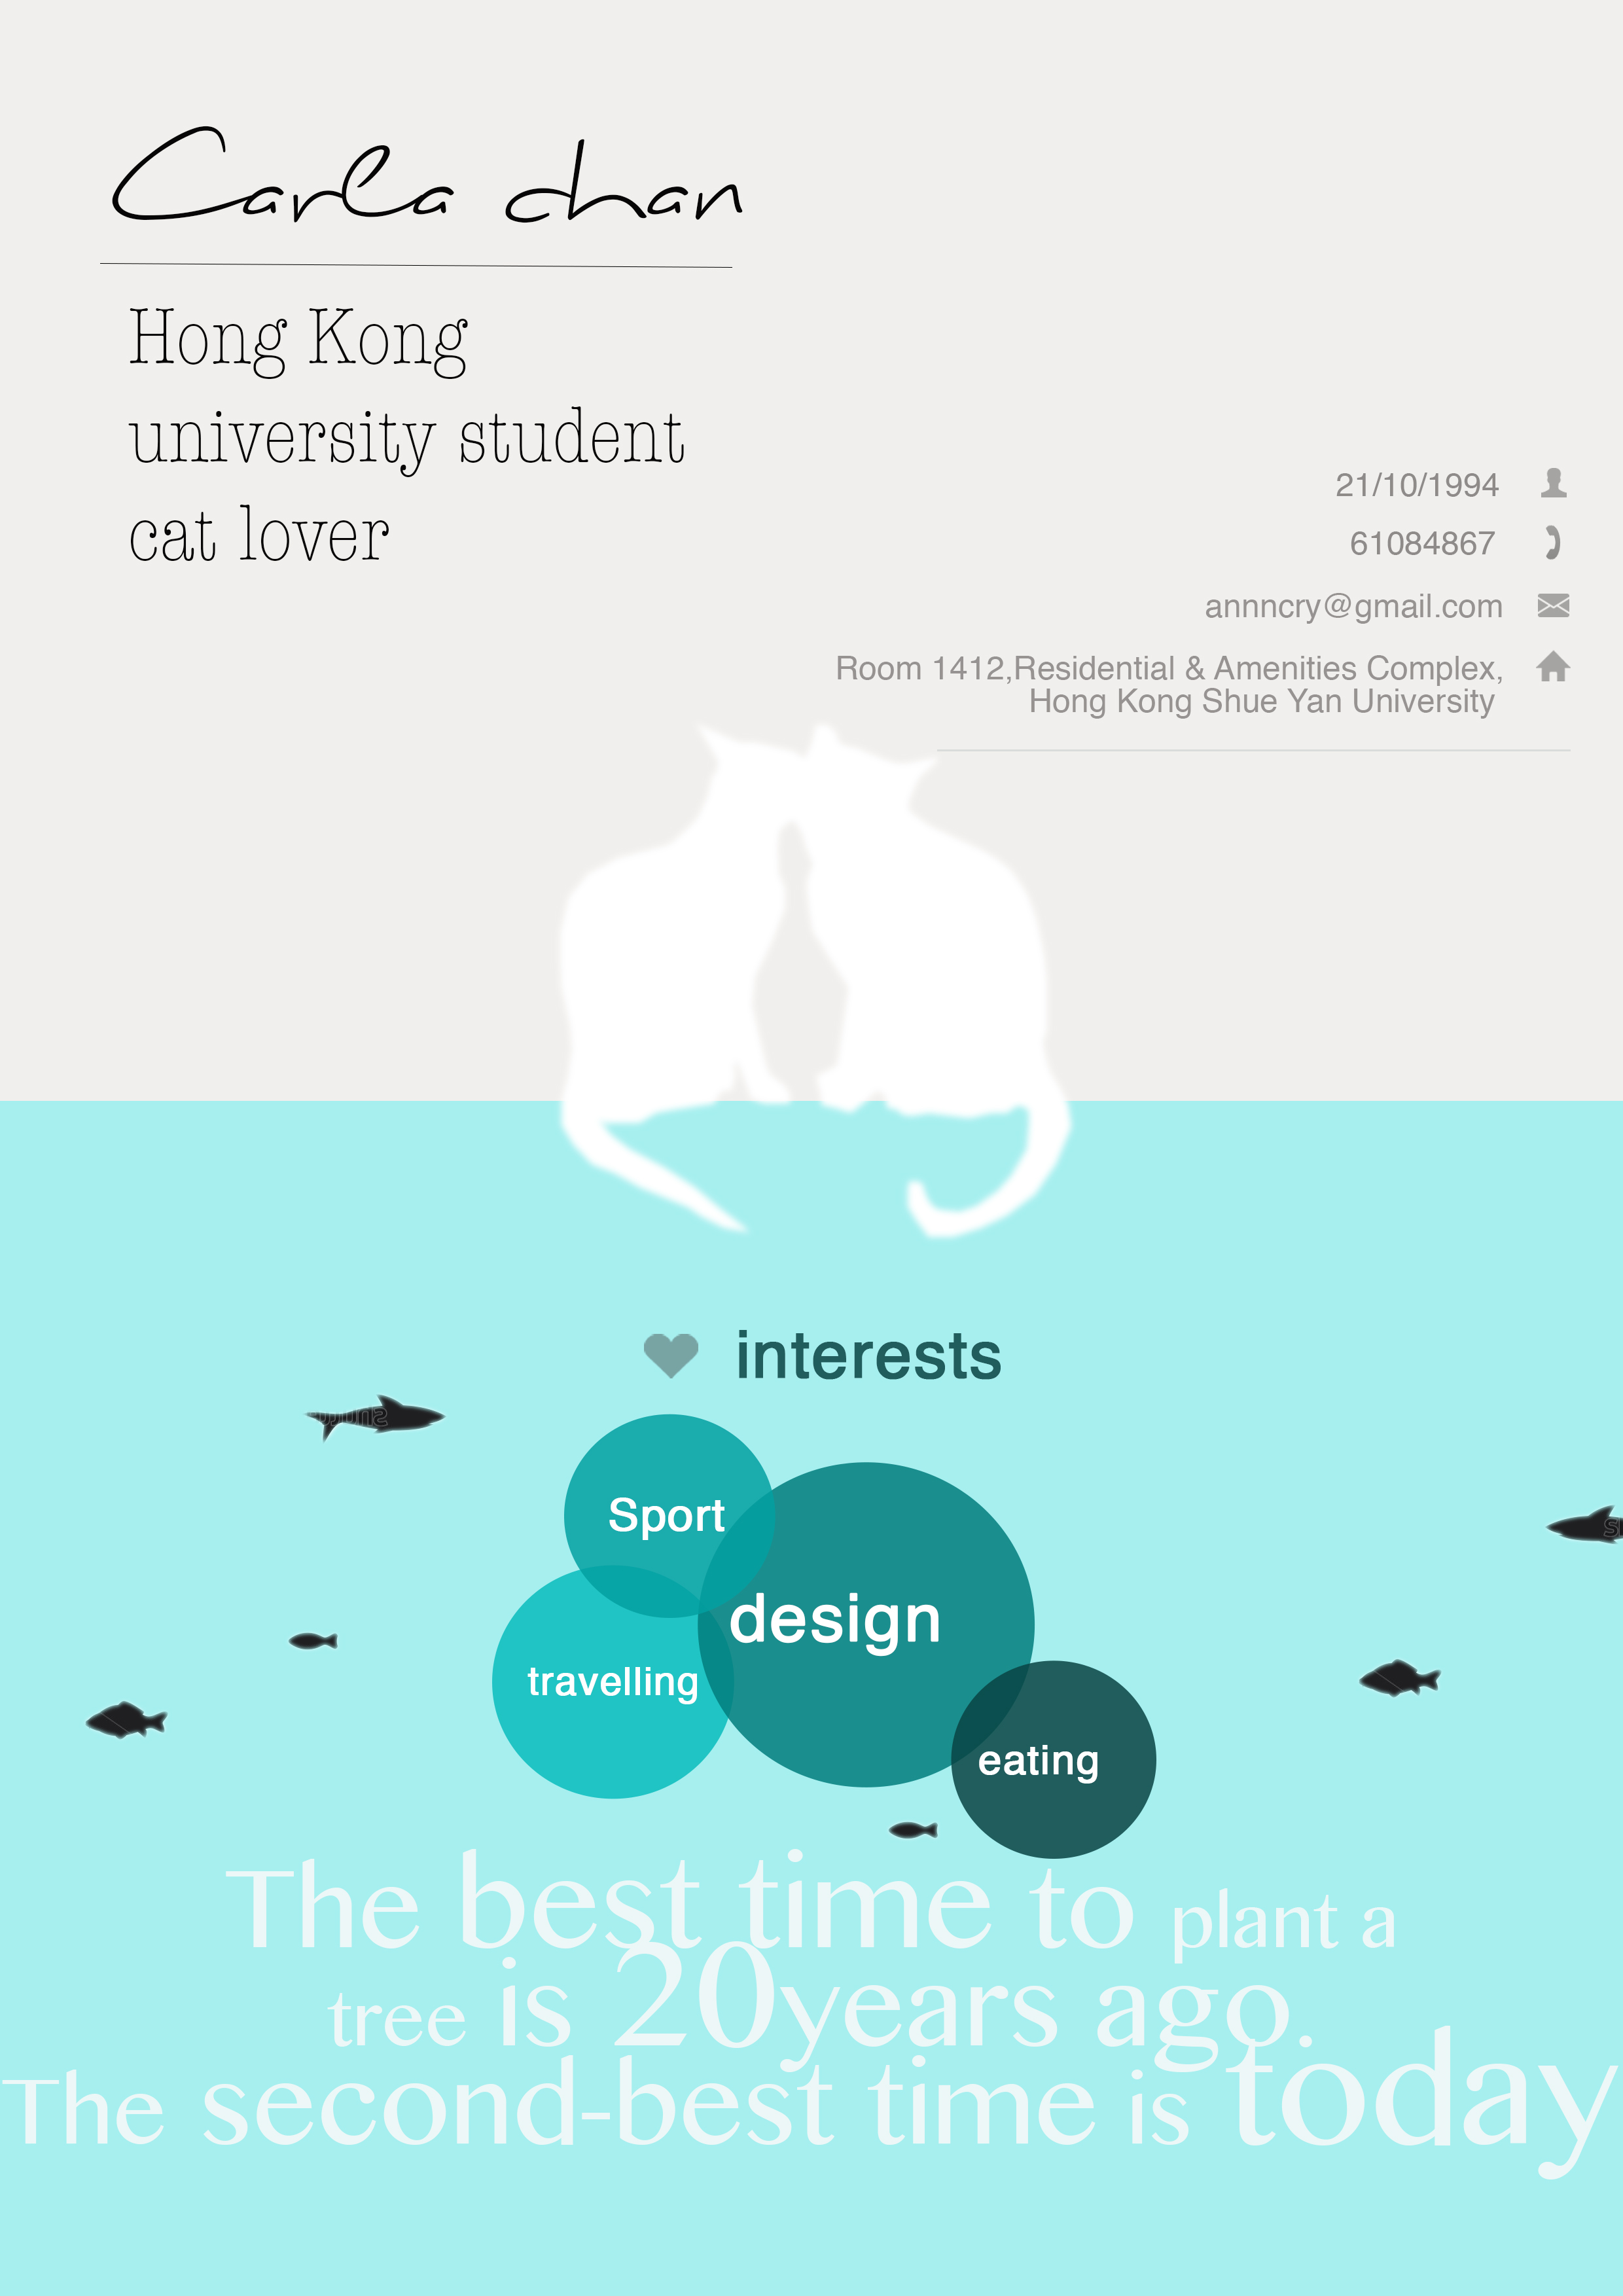 Carla chan
Hong Kong
university student
cat lover
21/10/1994
61084867
annncry@gmail.com
Room 1412,Residential & Amenities Complex,
Hong Kong Shue Yan University
interests
Sport
design
travelling
eating
The best time to plant a
tree is 20years ago.
The second-best time is today